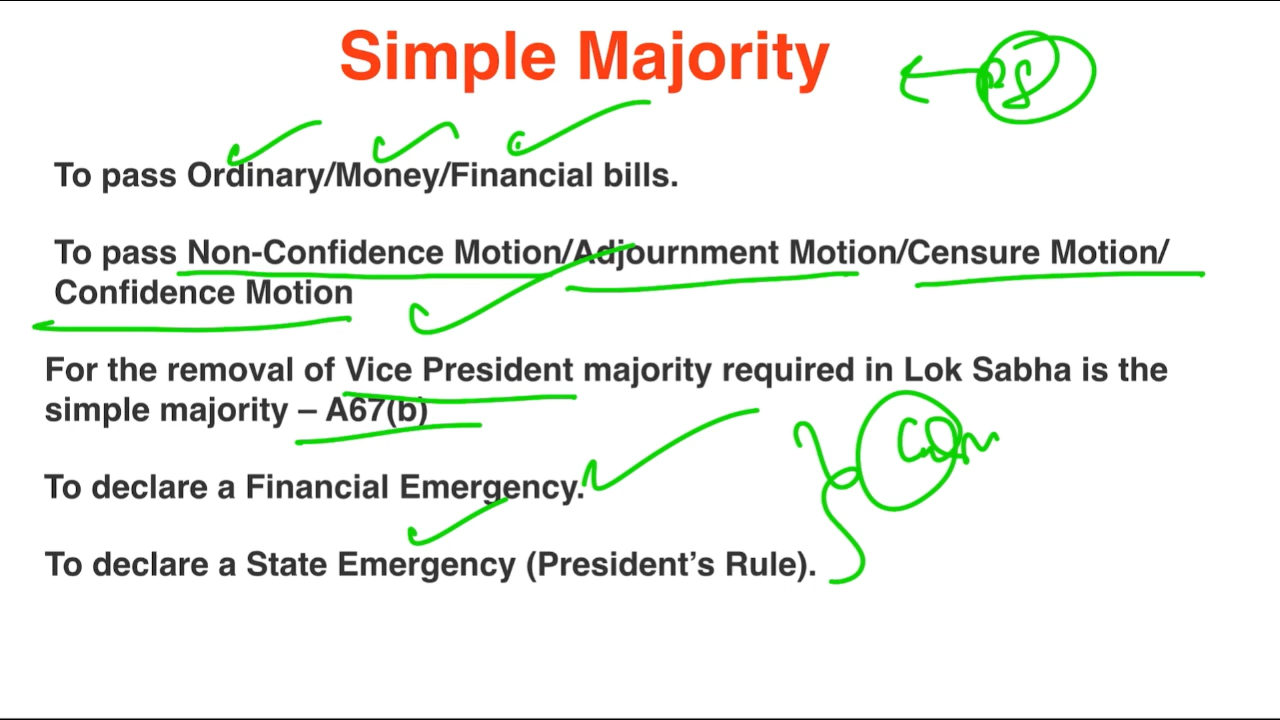 Simple Majority
To pass Ordinary/Money/Financial bills.
To pass Non-Confidence Motion/Adjournment Motion/Censure Motion/
Confidence Motion
For the removal of Vice President majority required in Lok Sabha is the
simple majority – A67(b)
To declare a Financial Emergency.
To declare a State Emergency (President’s Rule).